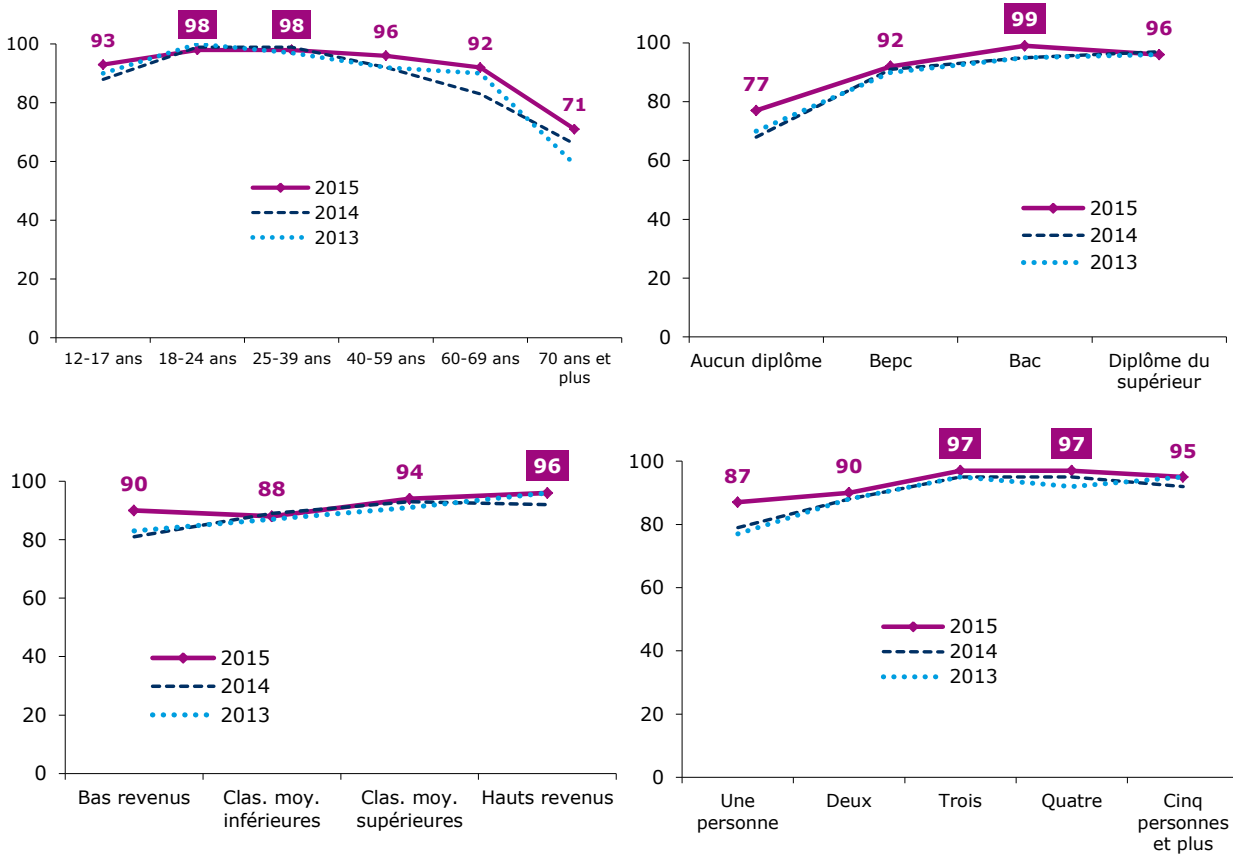 93
98
98
96
92
71
100
80
60
40
20
0
2015
2014
2013
12-17 ans
18-24 ans
25-39 ans
40-59 ans
60-69 ans
70 ans et
plus
77
92
99
96
100
80
60
40
20
0
2015
2014
2013
Aucun diplôme
Bepc
Bac
Diplôme du
supérieur
90
88
94
96
100
80
60
40
20
0
2015
2014
2013
Bas revenus
Clas. moy.
inférieures
Clas. moy.
supérieures
Hauts revenus
87
90
97
97
95
100
80
60
40
20
0
2015
2014
2013
Une
personne
Deux
Trois
Quatre
Cinq
personnes
et plus